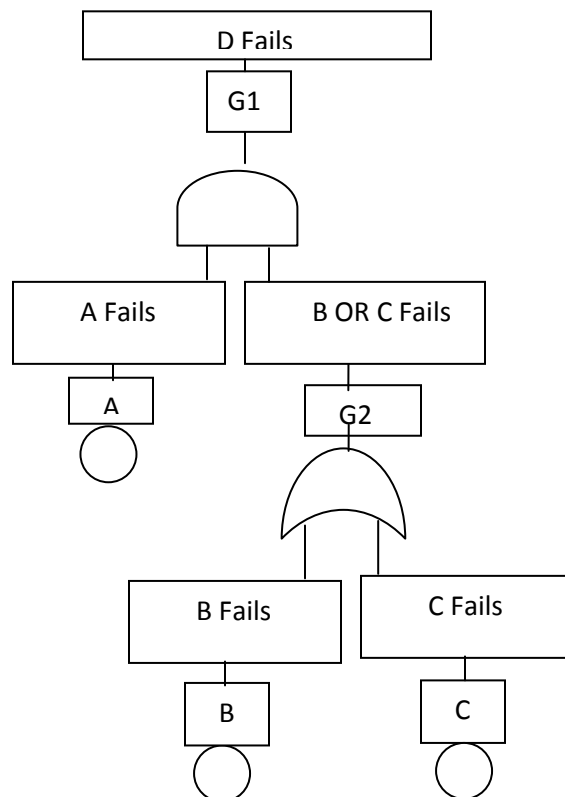 D Fails
G1
A Fails
B OR C Fails
A
G2
B Fails
C Fails
B
C